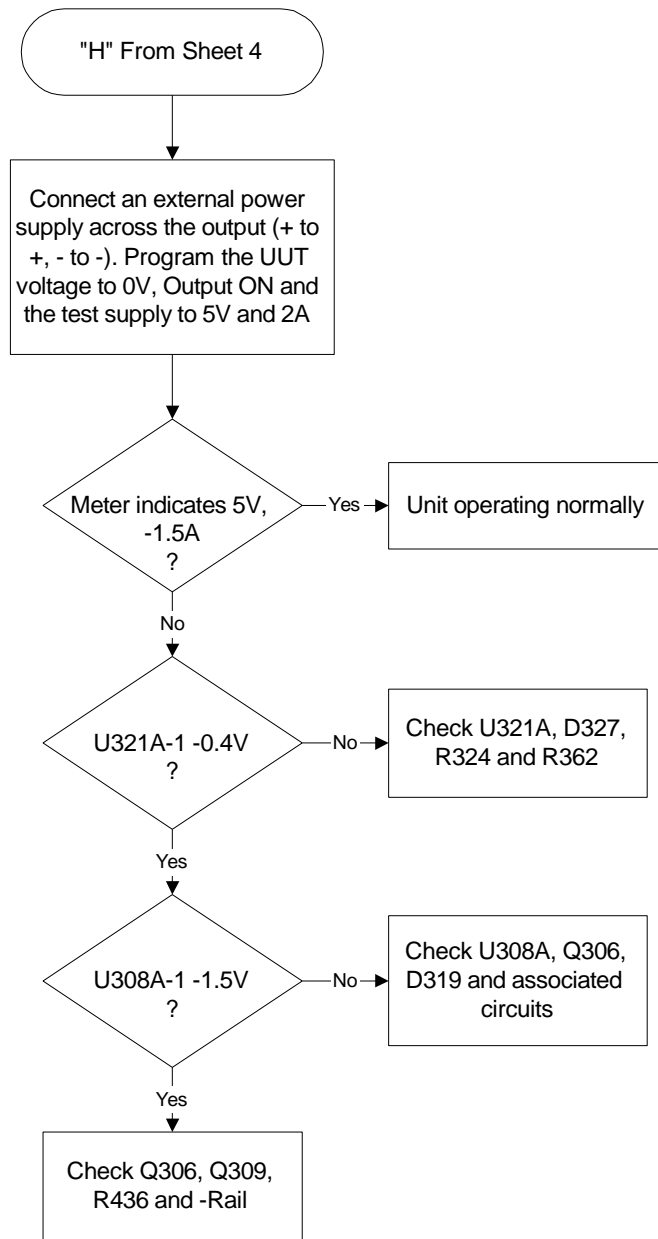 "H" From Sheet 4
Connect an external power
supply across the output (+ to
+, - to -). Program the UUT
voltage to 0V, Output ON and
the test supply to 5V and 2A
Meter indicates 5V,
-1.5A
?
Yes
Unit operating normally
No
U321A-1 -0.4V
?
No
Check U321A, D327,
R324 and R362
Yes
U308A-1 -1.5V
?
No
Check U308A, Q306,
D319 and associated
circuits
Yes
Check Q306, Q309,
R436 and -Rail